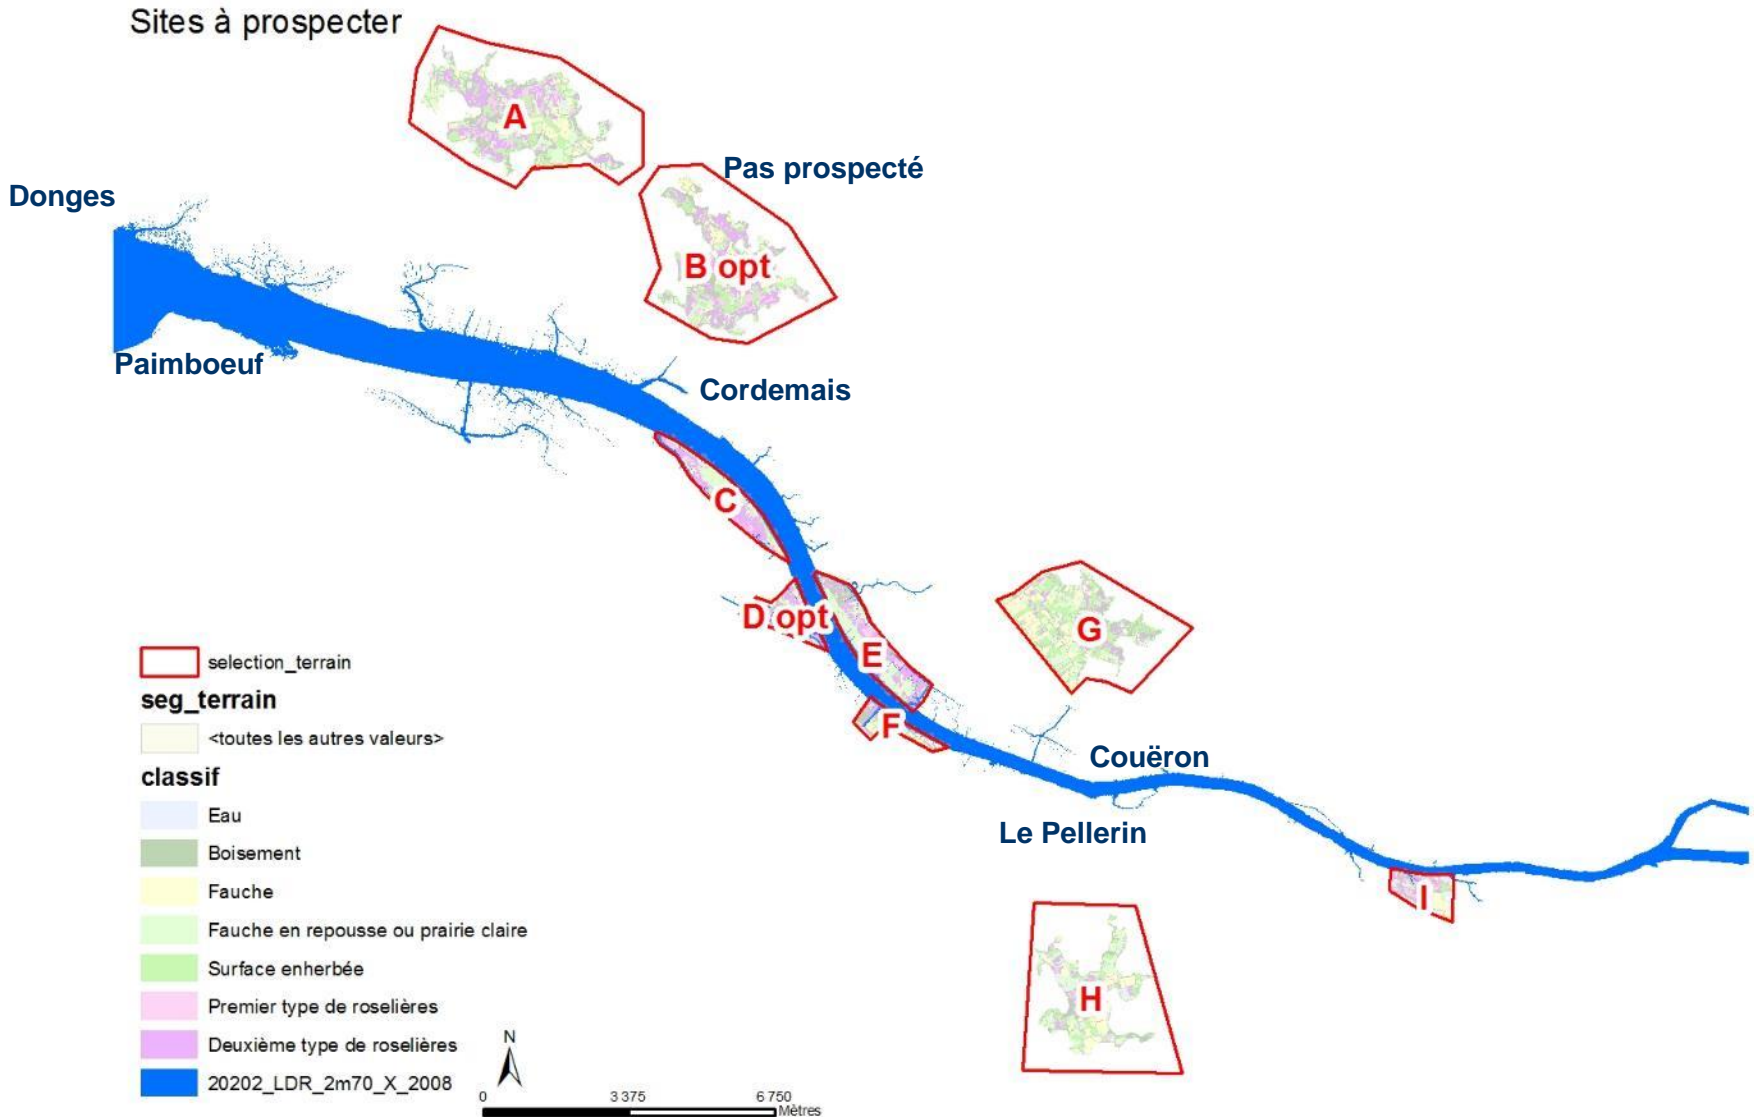 Sites à prospecter
A
Pas prospecté
Donges
B opt
Paimboeuf
Cordemais
C
D opt
E
G
F
Couëron
Le Pellerin
I
H
selection_terrain
seg_terrain
<toutes les autres valeurs>
classif
Eau
Boisement
Fauche
Fauche en repousse ou prairie claire
Surface enherbée
Premier type de roselières
Deuxième type de roselières
20202_LDR_2m70_X_2008
N
0 3 375 6 750
Mètres